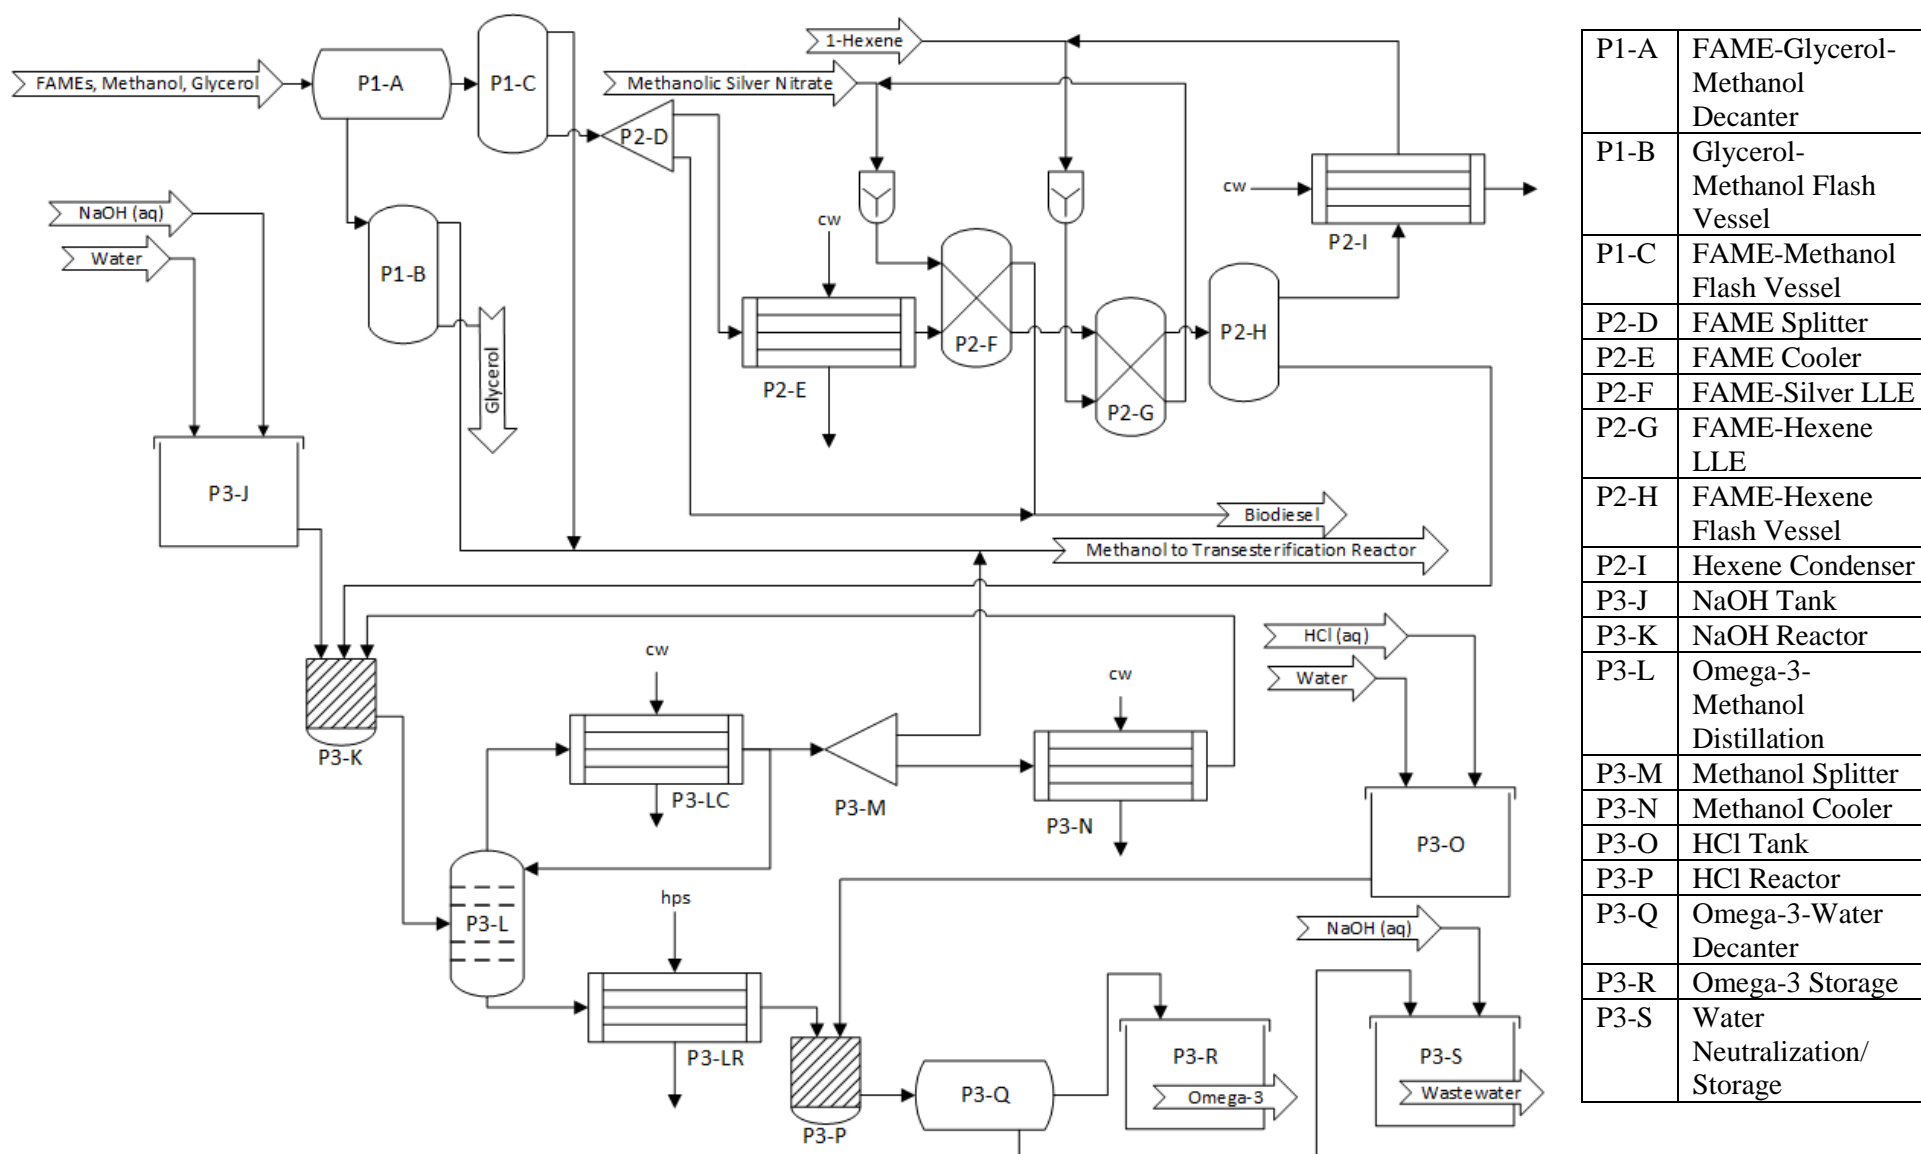 1-Hexene
FAMEs, Methanol, Glycerol
P1-A
P1-C
Methanolic Silver Nitrate
P2-D
cw
P2-I
NaOH (aq)
Water
P1-B
cw
P2-F
P2-H
P2-E
P2-G
Glycerol
P3-J
Biodiesel
Methanol to Transesterification Reactor
HCl (aq)
Water
cw
cw
P3-K
P3-LC
P3-M
P3-N
P3-O
hps
P3-L
NaOH (aq)
P3-LR
P3-R
P3-S
P3-Q
Omega-3
Wastewater
P3-P
P1-A FAME-Glycerol-
Methanol
Decanter
P1-B Glycerol-
Methanol Flash
Vessel
P1-C FAME-Methanol
Flash Vessel
P2-D FAME Splitter
P2-E FAME Cooler
P2-F FAME-Silver LLE
P2-G FAME-Hexene
LLE
P2-H FAME-Hexene
Flash Vessel
P2-I Hexene Condenser
P3-J NaOH Tank
P3-K NaOH Reactor
P3-L Omega-3-
Methanol
Distillation
P3-M Methanol Splitter
P3-N Methanol Cooler
P3-O HCl Tank
P3-P HCl Reactor
P3-Q Omega-3-Water
Decanter
P3-R Omega-3 Storage
P3-S Water
Neutralization/
Storage